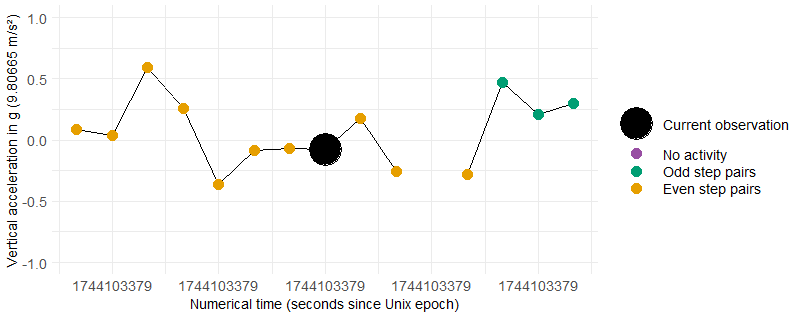 Vertical acceleration in g (9.80665 m/s²)
1.0
0.5
0.0
-0.5
-1.0
1744103379 1744103379 1744103379 1744103379 1744103379
Numerical time (seconds since Unix epoch)
Current observation
No activity
Odd step pairs
Even step pairs